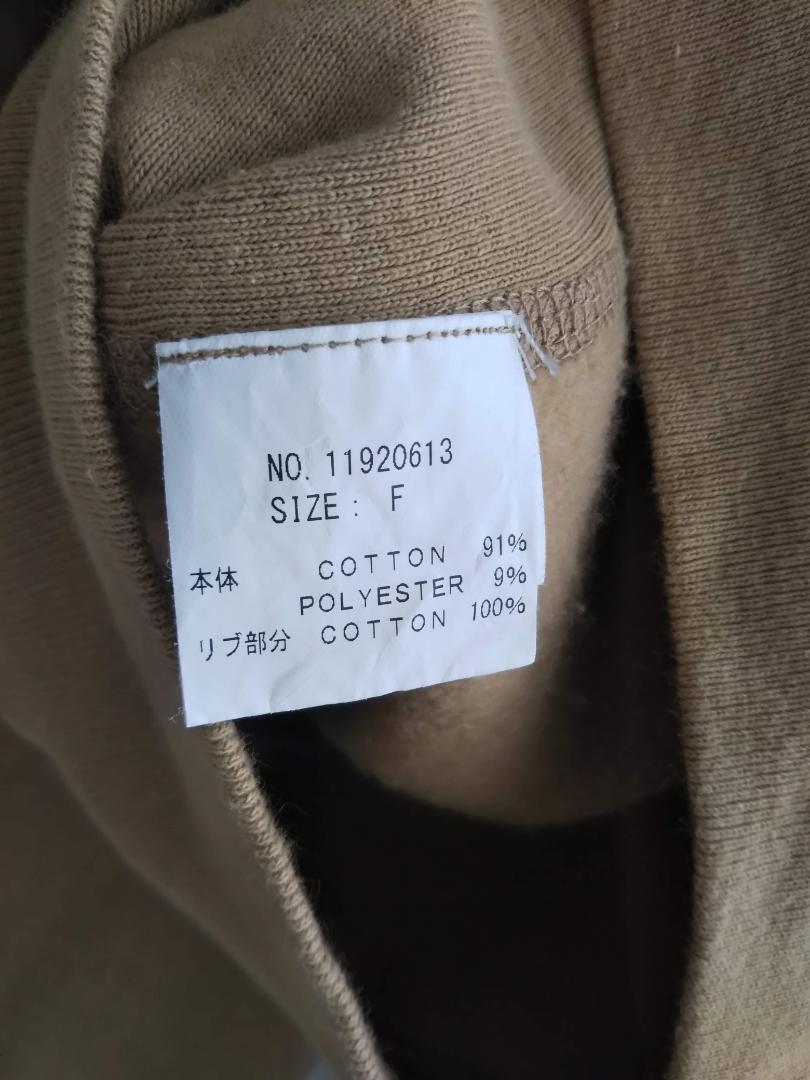 NO. 11920613
SIZE : F
本体 COTTON 91%
POLYESTER 9%
リブ部分 COTTON 100%